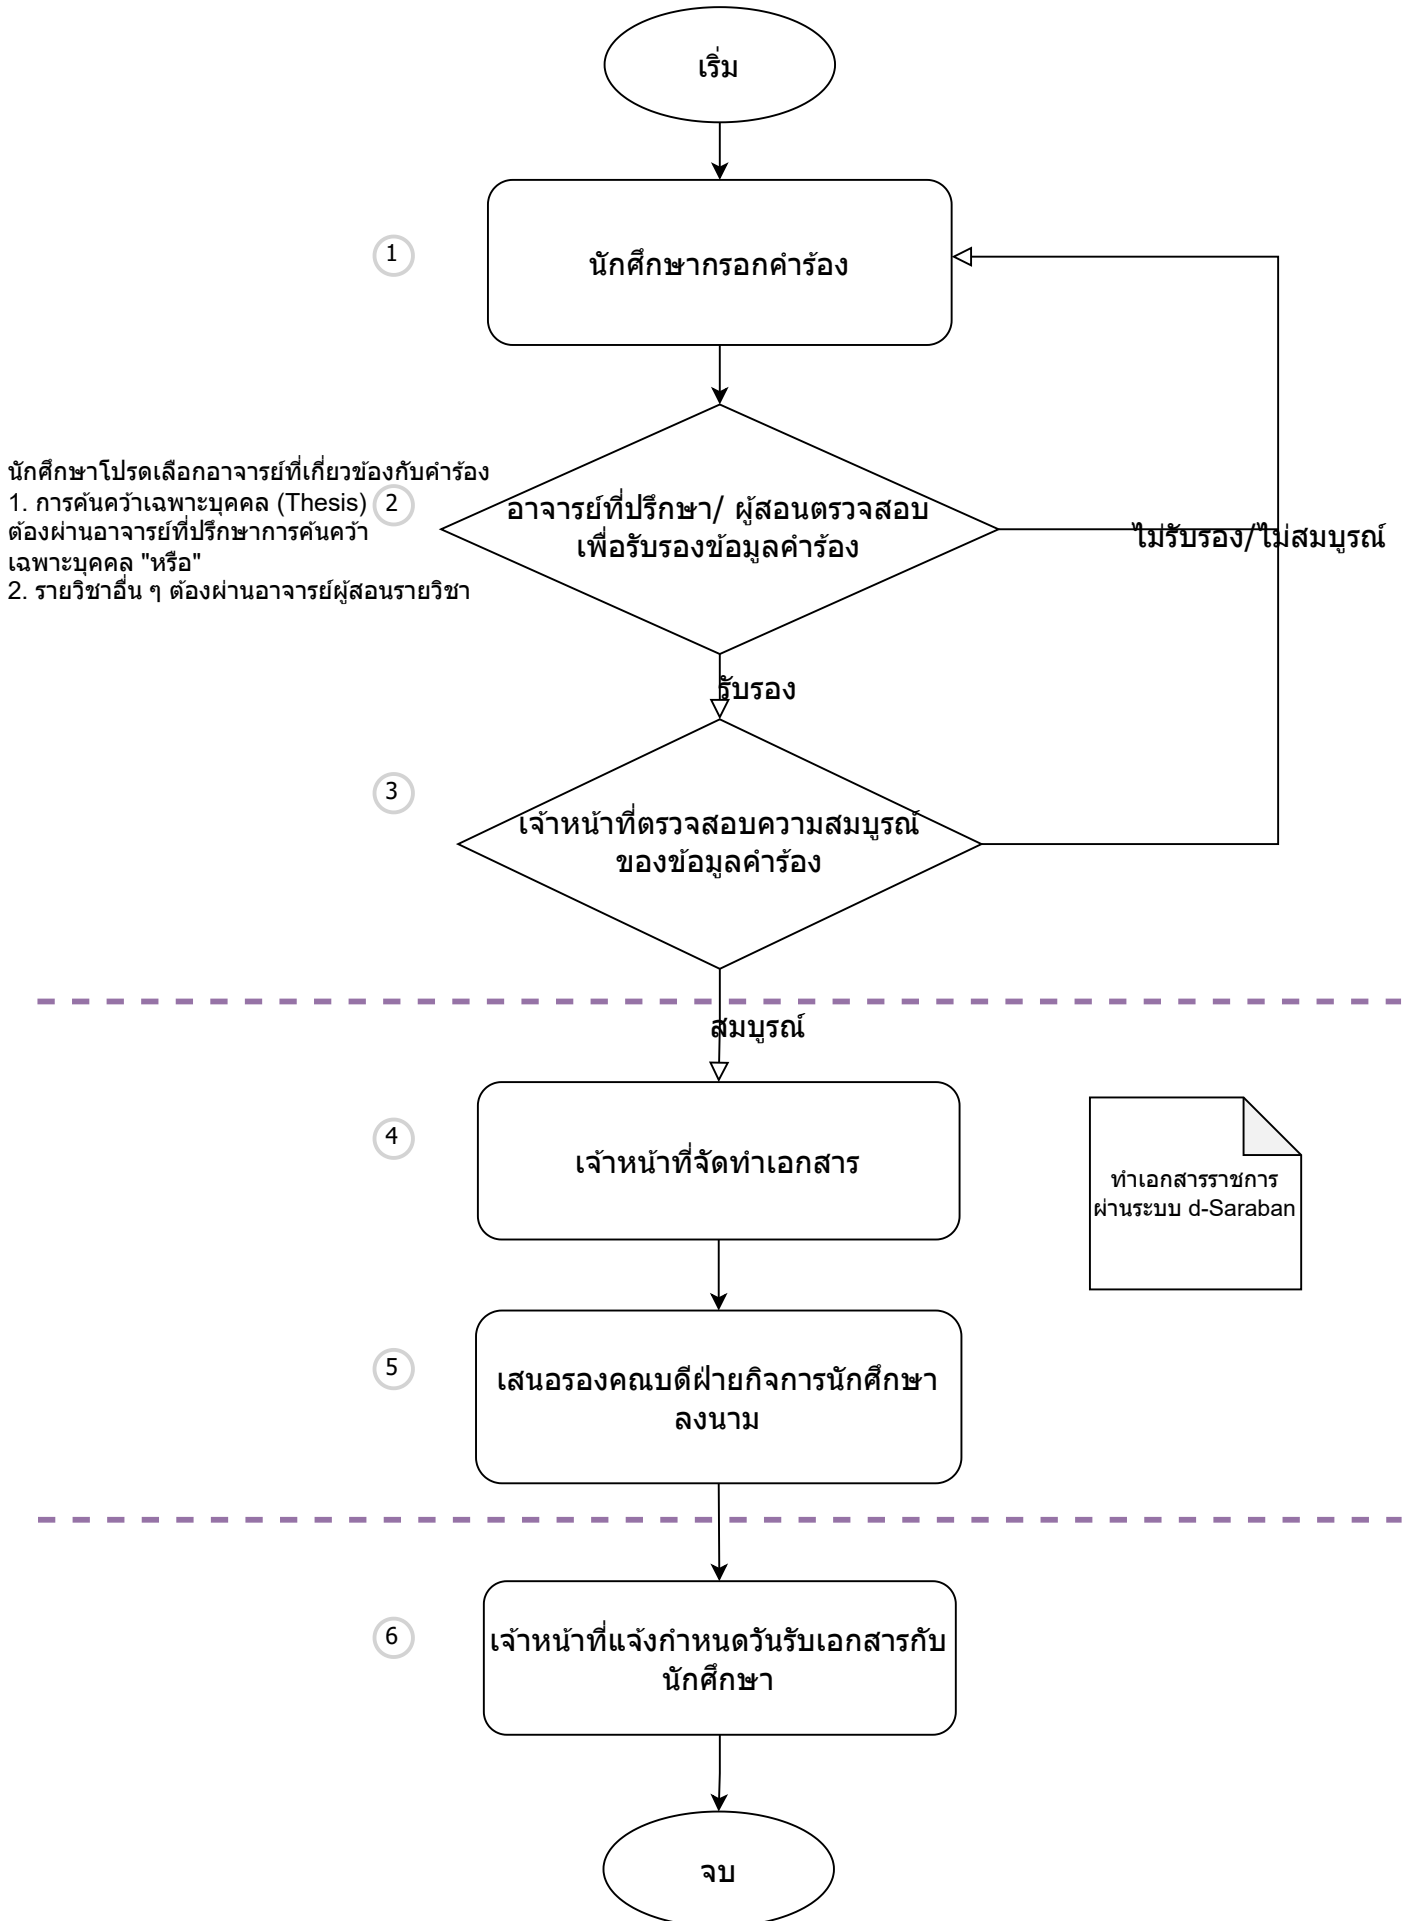 เริ่ม
1
นักศึกษากรอกคำร้อง
นักศึกษาโปรดเลือกอาจารย์ที่เกี่ยวข้องกับคำร้อง
1. การค้นคว้าเฉพาะบุคคล (Thesis)
ต้องผ่านอาจารย์ที่ปรึกษาการค้นคว้า
เฉพาะบุคคล "หรือ"
2. รายวิชาอื่น ๆ ต้องผ่านอาจารย์ผู้สอนรายวิชา
2
อาจารย์ที่ปรึกษา/ ผู้สอนตรวจสอบ
เพื่อรับรองข้อมูลคำร้อง
ไม่รับรอง/ไม่สมบูรณ์
รับรอง
3
เจ้าหน้าที่ตรวจสอบความสมบูรณ์
ของข้อมูลคำร้อง
สมบูรณ์
4
เจ้าหน้าที่จัดทำเอกสาร
ทำเอกสารราชการ
ผ่านระบบ d-Saraban
5
เสนอรองคณบดีฝ่ายกิจการนักศึกษา
ลงนาม
6
เจ้าหน้าที่แจ้งกำหนดวันรับเอกสารกับ
นักศึกษา
จบ